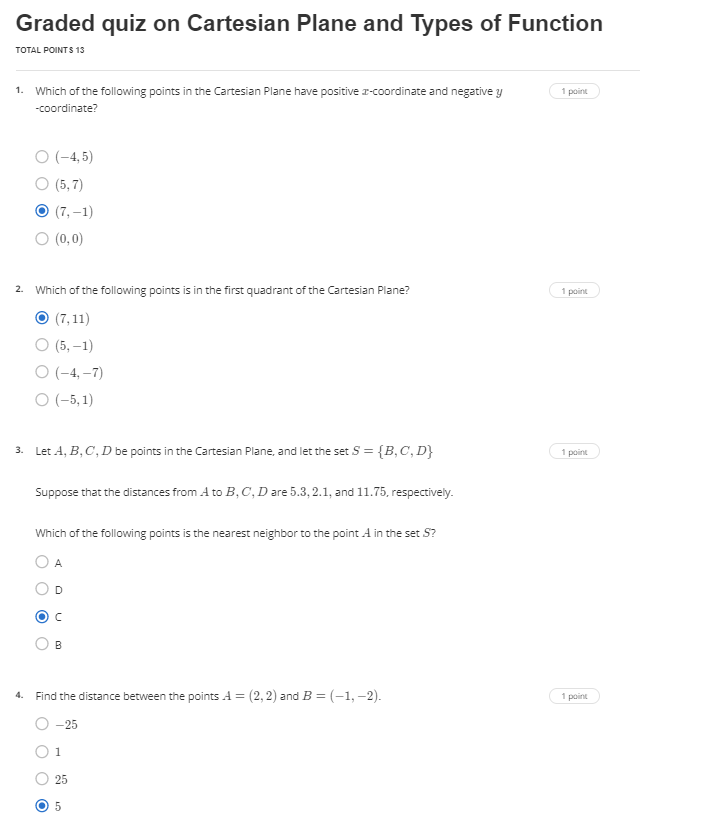 Graded quiz on Cartesian Plane and Types of Function
TOTAL POINTS 13
1. Which of the following points in the Cartesian Plane have positive x-coordinate and negative y
1 point
-coordinate?
(−4, 5)
(5, 7)
(7, −1)
(0, 0)
2. Which of the following points is in the first quadrant of the Cartesian Plane?
1 point
(7, 11)
(5, −1)
(−4, −7)
(−5, 1)
3. Let A, B, C, D be points in the Cartesian Plane, and let the set S = {B, C, D}
1 point
Suppose that the distances from A to B, C, D are 5.3, 2.1, and 11.75, respectively.
Which of the following points is the nearest neighbor to the point A in the set S?
A
D
C
B
4. Find the distance between the points A = (2, 2) and B = (−1, −2).
1 point
−25
1
25
5